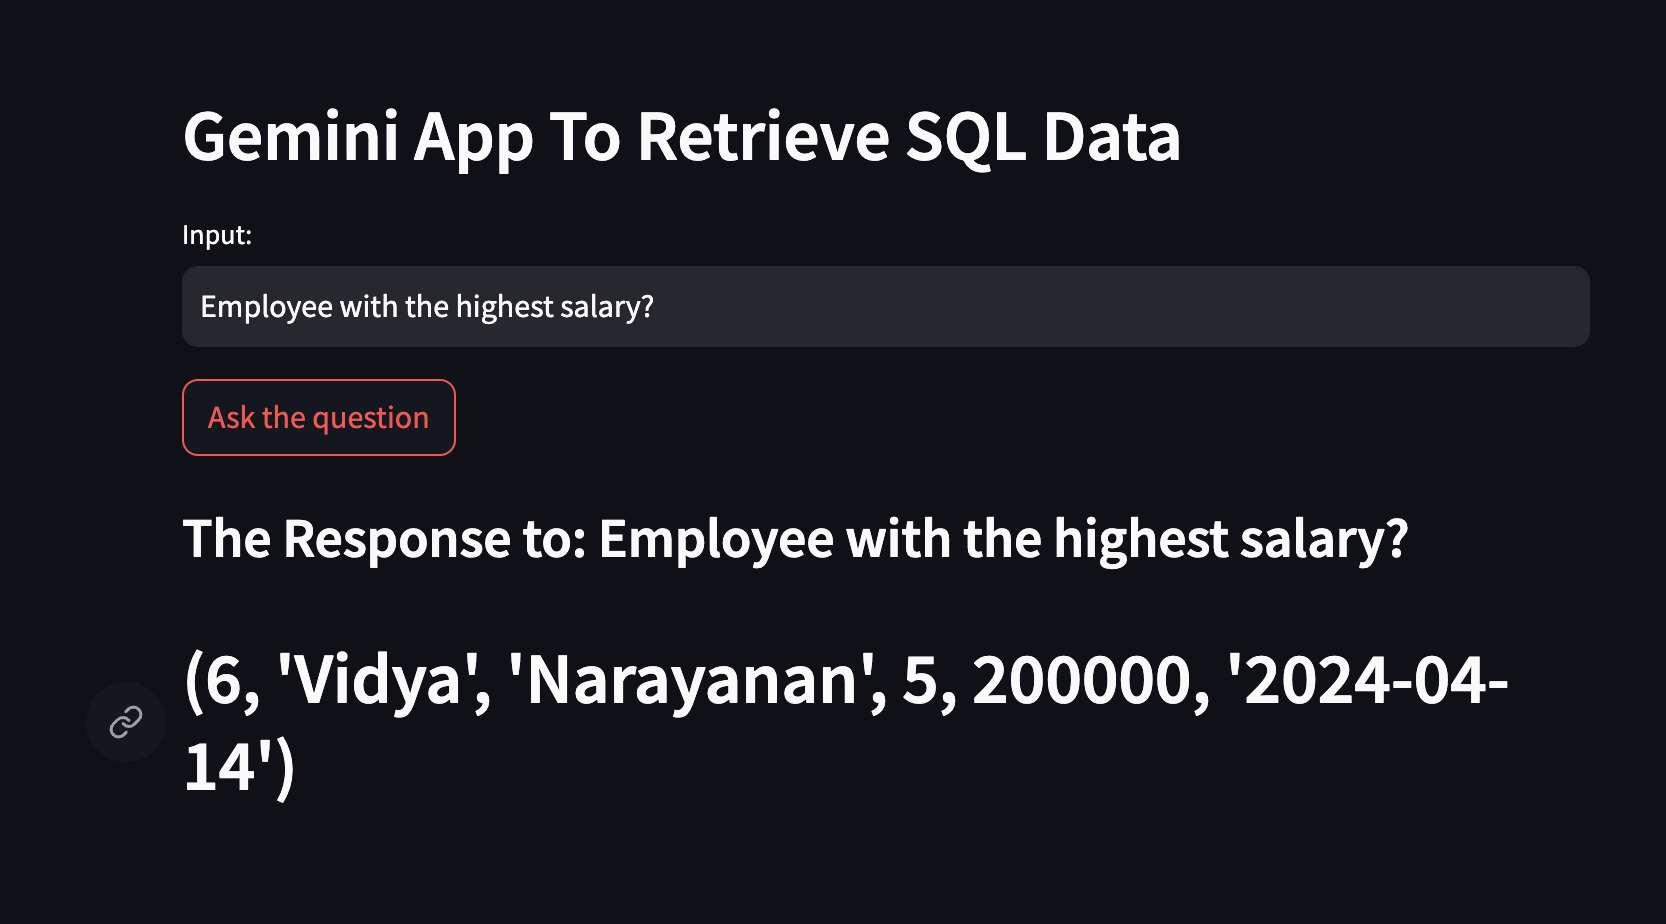 Gemini App To Retrieve SQL Data
Input:
Employee with the highest salary?
Ask the question
The Response to: Employee with the highest salary?
(6, 'Vidya', 'Narayanan', 5, 200000, '2024-04-
14')